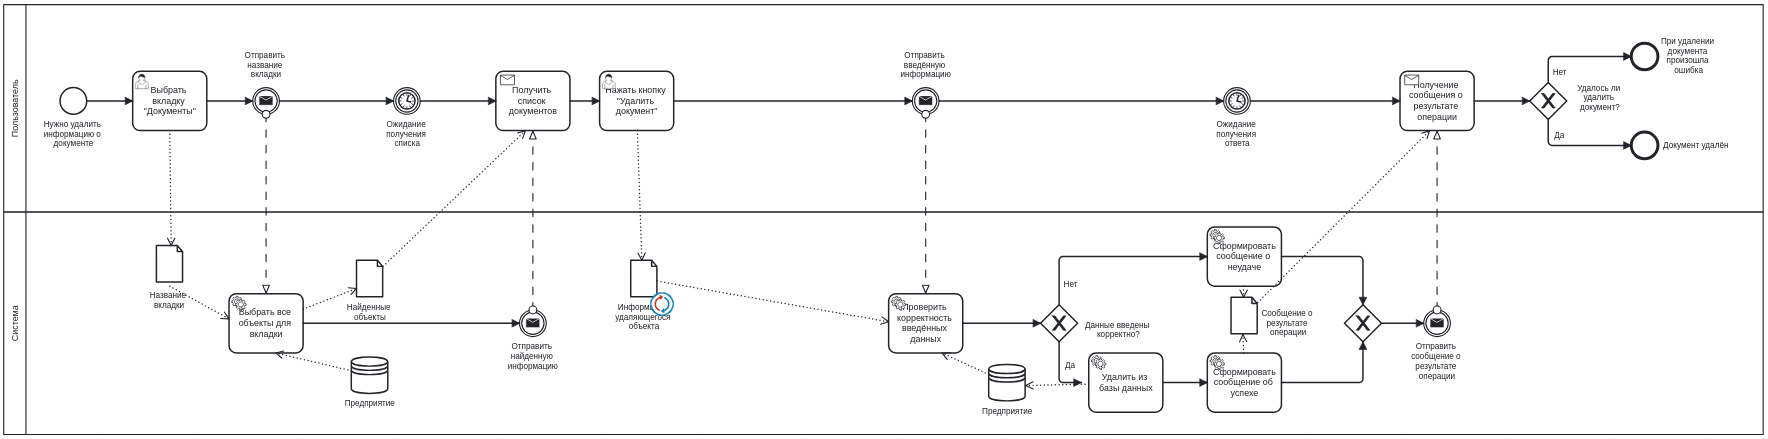 Пользователь
Нужно удалить
информацию о
документе
Выбрать
вкладку
"Документы"
Отправить
название
вкладки
Ожидание
получения
списка
Получить
список
документов
Нажать кнопку
"Удалить
документ"
Отправить
введённую
информацию
Ожидание
получения
ответа
Получение
сообщения о
результате
операции
Удалось ли
удалить
документ?
Нет
Да
При удалении
документа
произошла
ошибка
Документ удалён
Система
Название
вкладки
Выбрать все
объекты для
вкладки
Найденные
объекты
Предприятие
Отправить
найденную
информацию
Информация
удаляющегося
объекта
Проверить
корректность
введённых
данных
Предприятие
Данные введены
корректно?
Нет
Да
Удалить из
базы данных
Сформировать
сообщение о
неудаче
Сообщение о
результате
операции
Сформировать
сообщение об
успехе
Отправить
сообщение о
результате
операции